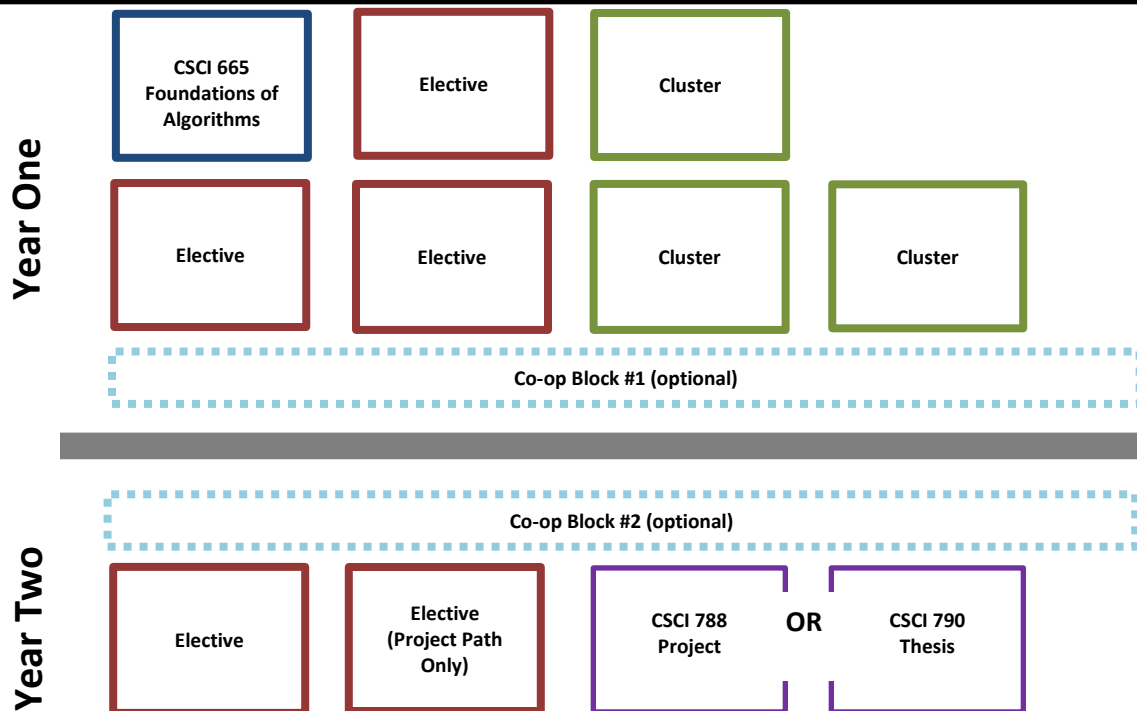 Year One
CSCI 665
Foundations of
Algorithms
Elective
Cluster
Elective
Elective
Cluster
Cluster
Co-op Block #1 (optional)
Year Two
Co-op Block #2 (optional)
Elective
Elective
(Project Path
Only)
CSCI 788
Project
OR
CSCI 790
Thesis